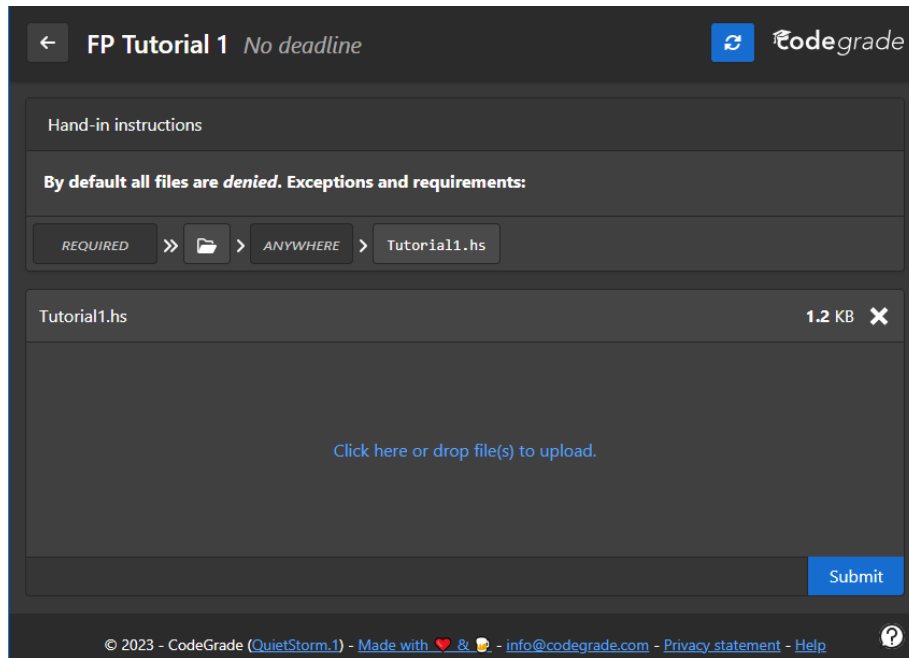 FP Tutorial 1 No deadline codegrade
Hand-in instructions
By default all files are denied. Exceptions and requirements:
REQUIRED ANYWHERE Tutorial1.hs
Tutorial1.hs 1.2 KB
Click here or drop file(s) to upload.
Submit
© 2023 - CodeGrade (QuietStorm.1) - Made with ❤️ & 🍺 - info@codegrade.com - Privacy statement - Help